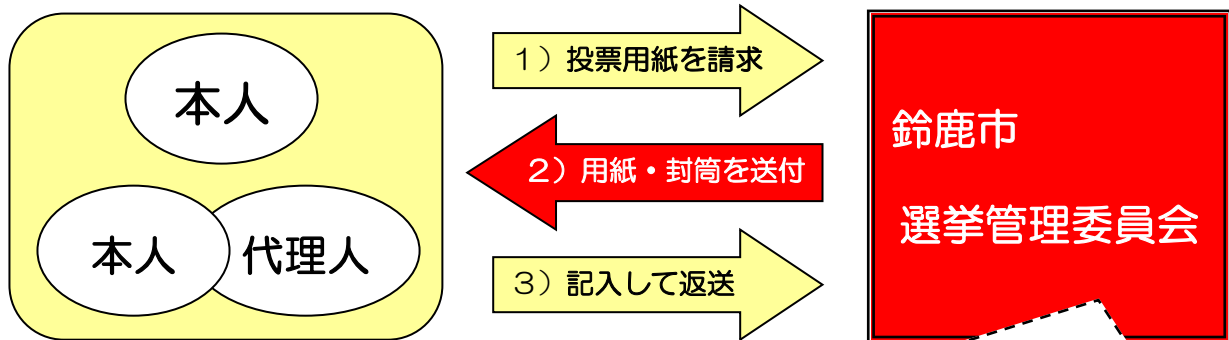 本人
本人
代理人
１）投票用紙を請求
２）用紙・封筒を送付
３）記入して返送
鈴鹿市
選挙管理委員会